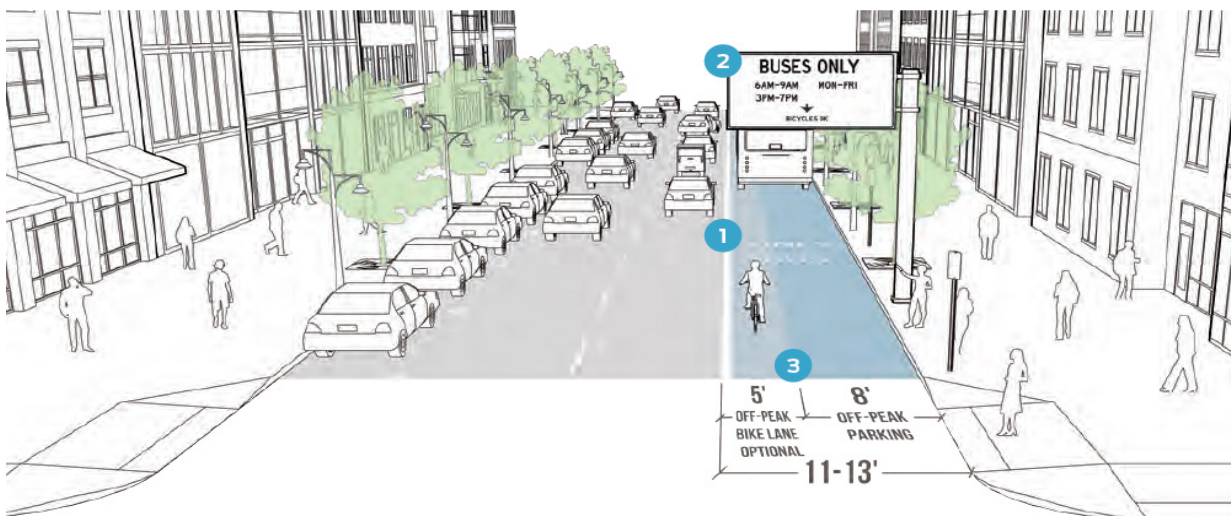 2
BUSES ONLY
6AM-9AM MON-FRI
3PM-7PM
BICYCLES OK
1
3
5' 8'
OFF-PEAK OFF-PEAK
BIKE LANE PARKING
OPTIONAL
11-13'